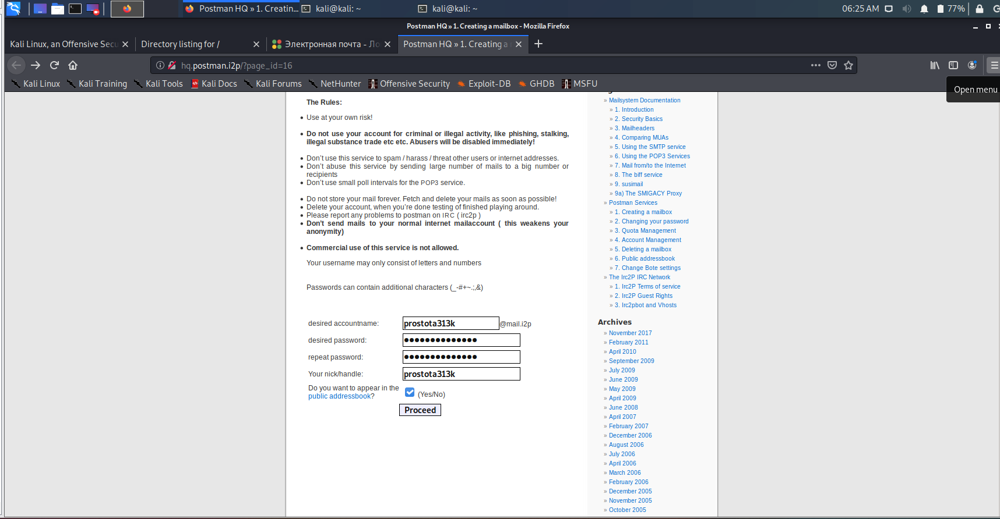 Postman HQ » 1. Creatin...
kali@kali: ~
kali@kali: ~
06:25 AM
77%
Postman HQ » 1. Creating a mailbox - Mozilla Firefox
Kali Linux, an Offensive Secu
Directory listing for /
Электронная почта - Ло
Postman HQ » 1. Creating a
hq.postman.i2p/?page_id=16
Kali Linux
Kali Training
Kali Tools
Kali Docs
Kali Forums
NetHunter
Offensive Security
Exploit-DB
GHDB
MSFU
Open menu
The Rules:
• Use at your own risk!
• Do not use your account for criminal or illegal activity, like phishing, stalking,
illegal substance trade etc etc. Abusers will be disabled immediately!
• Don't use this service to spam / harass / threat other users or internet addresses.
• Don't abuse this service by sending large number of mails to a big number or
recipients
• Don't use small poll intervals for the POP3 service.
• Do not store your mail forever. Fetch and delete your mails as soon as possible!
• Delete your account, when you're done testing of finished playing around.
• Please report any problems to postman on IRC ( irc2p )
• Don't send mails to your normal internet mailaccount ( this weakens your
anonymity)
• Commercial use of this service is not allowed.
Your username may only consist of letters and numbers
Passwords can contain additional characters (_-#+~.;,&)
desired accountname: prostota313k @mail.i2p
desired password: ●●●●●●●●●●●●●●
repeat password: ●●●●●●●●●●●●●●
Your nick/handle: prostota313k
Do you want to appear in the
public addressbook? (Yes/No)
Proceed
» Mailsystem Documentation
» 1. Introduction
» 2. Security Basics
» 3. Mailheaders
» 4. Comparing MUAs
» 5. Using the SMTP service
» 6. Using the POP3 Services
» 7. Mail from/to the Internet
» 8. The biff service
» 9. susimail
» 9a) The SMIGACY Proxy
» Postman Services
» 1. Creating a mailbox
» 2. Changing your password
» 3. Quota Management
» 4. Account Management
» 5. Deleting a mailbox
» 6. Public addressbook
» 7. Change Bote settings
» The Irc2P IRC Network
» 1. Irc2P Terms of service
» 2. Irc2P Guest Rights
» 3. Irc2pbot and Vhosts
Archives
» November 2017
» February 2011
» April 2010
» September 2009
» July 2009
» June 2009
» May 2009
» April 2009
» June 2008
» April 2007
» February 2007
» December 2006
» August 2006
» July 2006
» April 2006
» March 2006
» February 2006
» December 2005
» November 2005
» October 2005